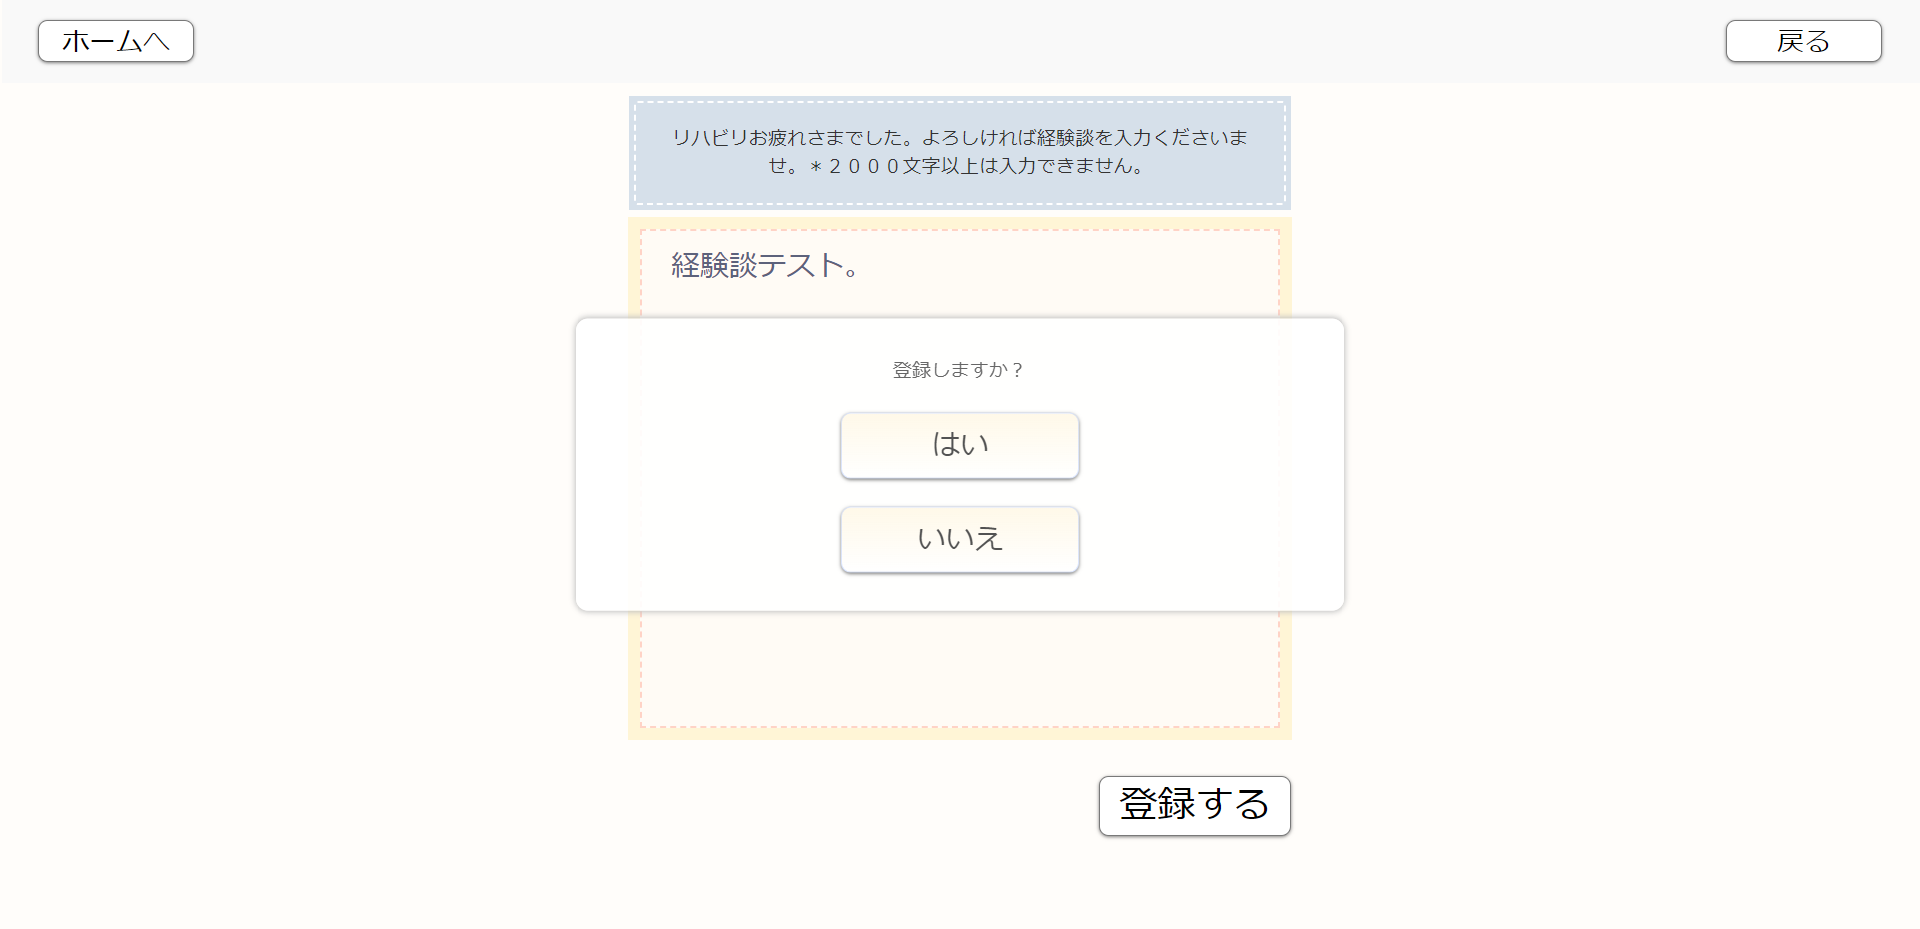 ホームへ
戻る
リハビリお疲れさまでした。よろしければ経験談を入力くださいま
せ。＊２０００文字以上は入力できません。
経験談テスト。
登録しますか？
はい
いいえ
登録する